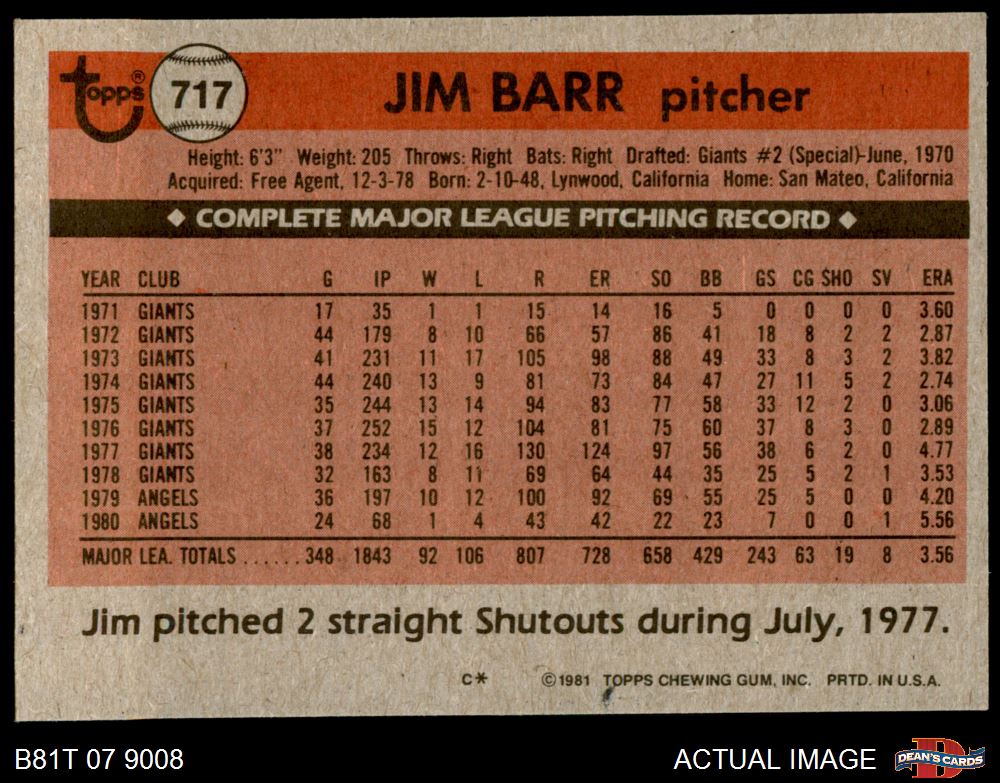 topps® 717 JIM BARR pitcher
Height: 6'3" Weight: 205 Throws: Right Bats: Right Drafted: Giants #2 (Special)-June, 1970
Acquired: Free Agent, 12-3-78 Born: 2-10-48, Lynwood, California Home: San Mateo, California
◆ COMPLETE MAJOR LEAGUE PITCHING RECORD ◆
YEAR CLUB G IP W L R ER SO BB GS CG SHO SV ERA
1971 GIANTS 17 35 1 1 15 14 16 5 0 0 0 0 3.60
1972 GIANTS 44 179 8 10 66 57 86 41 18 8 2 2 2.87
1973 GIANTS 41 231 11 17 105 98 88 49 33 8 3 2 3.82
1974 GIANTS 44 240 13 9 81 73 84 47 27 11 5 2 2.74
1975 GIANTS 35 244 13 14 94 83 77 58 33 12 2 0 3.06
1976 GIANTS 37 252 15 12 104 81 75 60 37 8 3 0 2.89
1977 GIANTS 38 234 12 16 130 124 97 56 38 6 2 0 4.77
1978 GIANTS 32 163 8 11 69 64 44 35 25 5 2 1 3.53
1979 ANGELS 36 197 10 12 100 92 69 55 25 5 0 0 4.20
1980 ANGELS 24 68 1 4 43 42 22 23 7 0 0 1 5.56
MAJOR LEA. TOTALS ......348 1843 92 106 807 728 658 429 243 63 19 8 3.56
Jim pitched 2 straight Shutouts during July, 1977.
C* ©1981 TOPPS CHEWING GUM, INC. PRTD. IN U.S.A.
B81T 07 9008 ACTUAL IMAGE DEAN'S CARDS